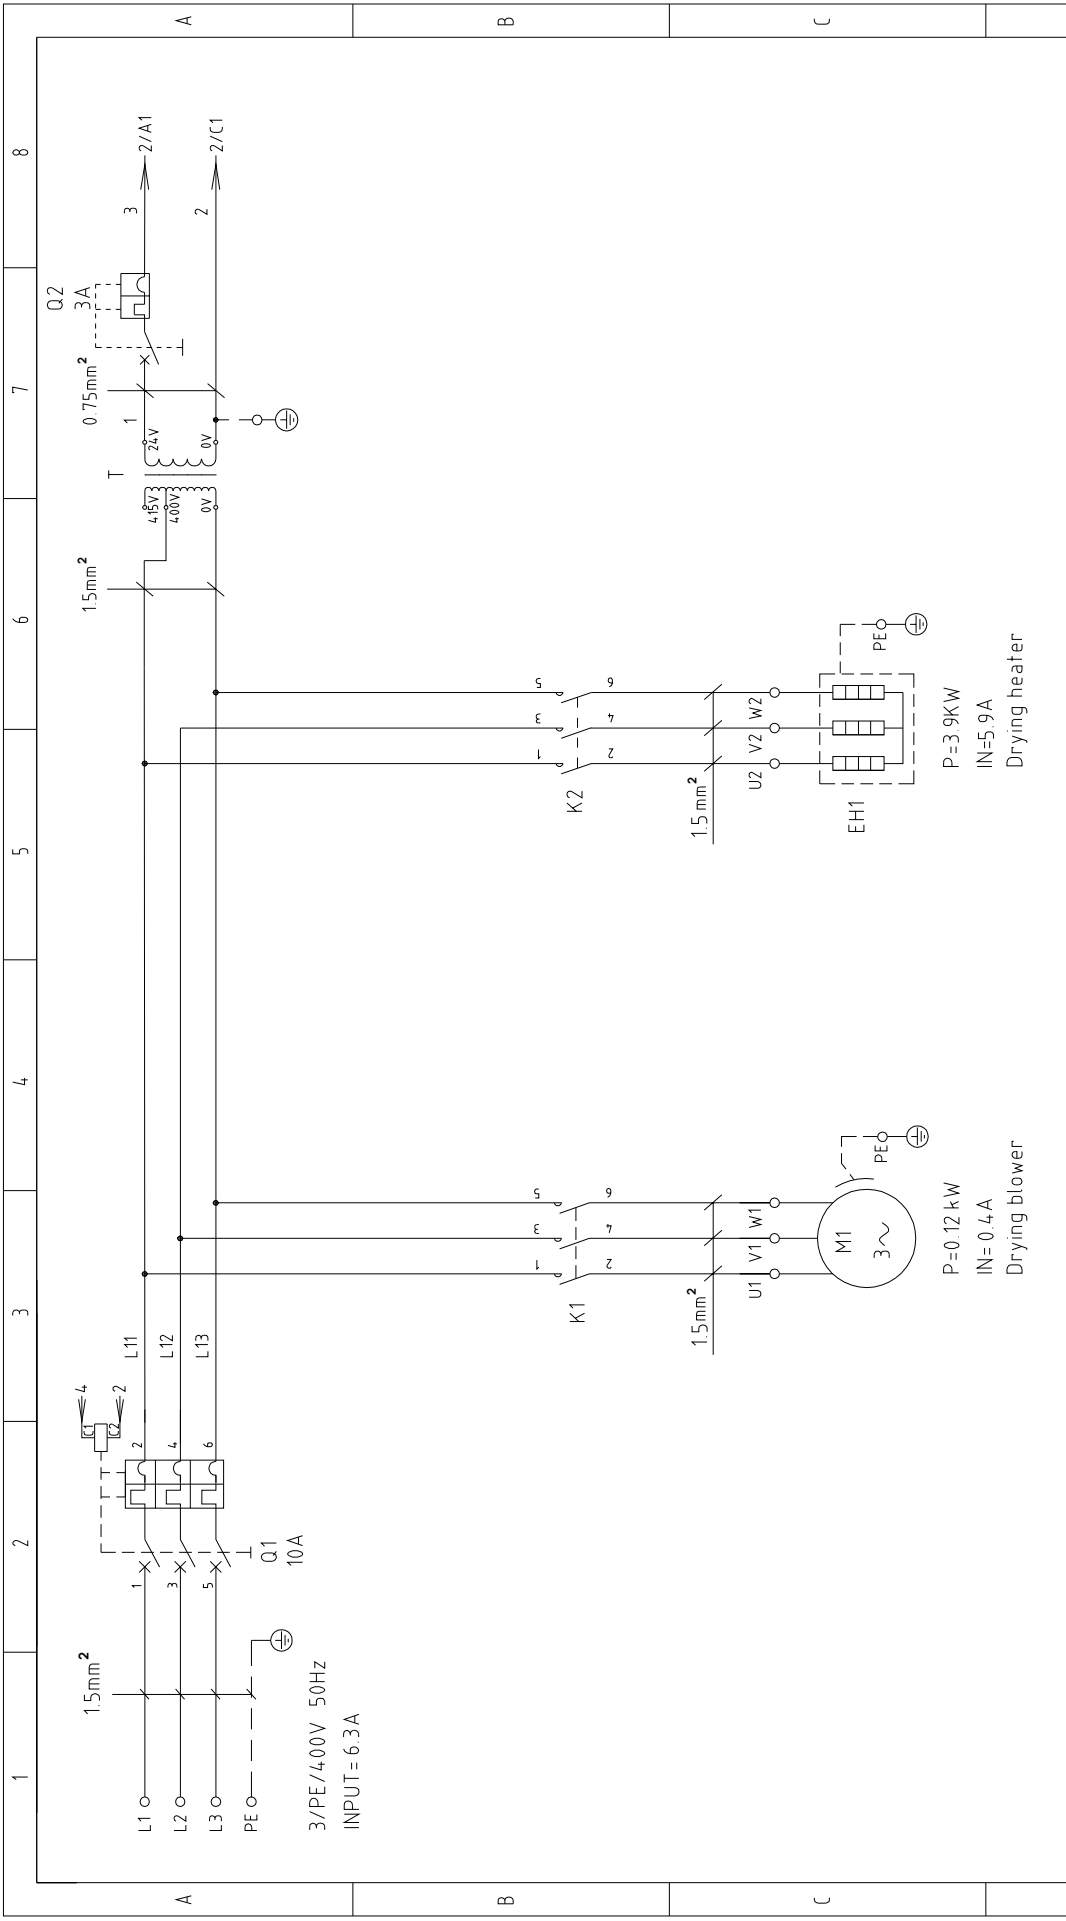 1
2
3
4
5
6
7
8
A
B
C
A
B
C
L1
L2
L3
PE
1.5mm²
3/PE/400V 50Hz
INPUT=6.3A
1
3
5
Q1
10A
2
4
6
C1
C2
4
2
L11
L12
L13
1
3
5
2
4
6
K1
1.5mm²
U1
V1
W1
M1
3~
PE
P=0.12kW
IN=0.4A
Drying blower
1
3
5
2
4
6
K2
1.5mm²
U2
V2
W2
EH1
PE
P=3.9KW
IN=5.9A
Drying heater
1.5mm²
415V
400V
0V
T
24V
0V
1
0.75mm²
Q2
3A
3
2
2/A1
2/C1